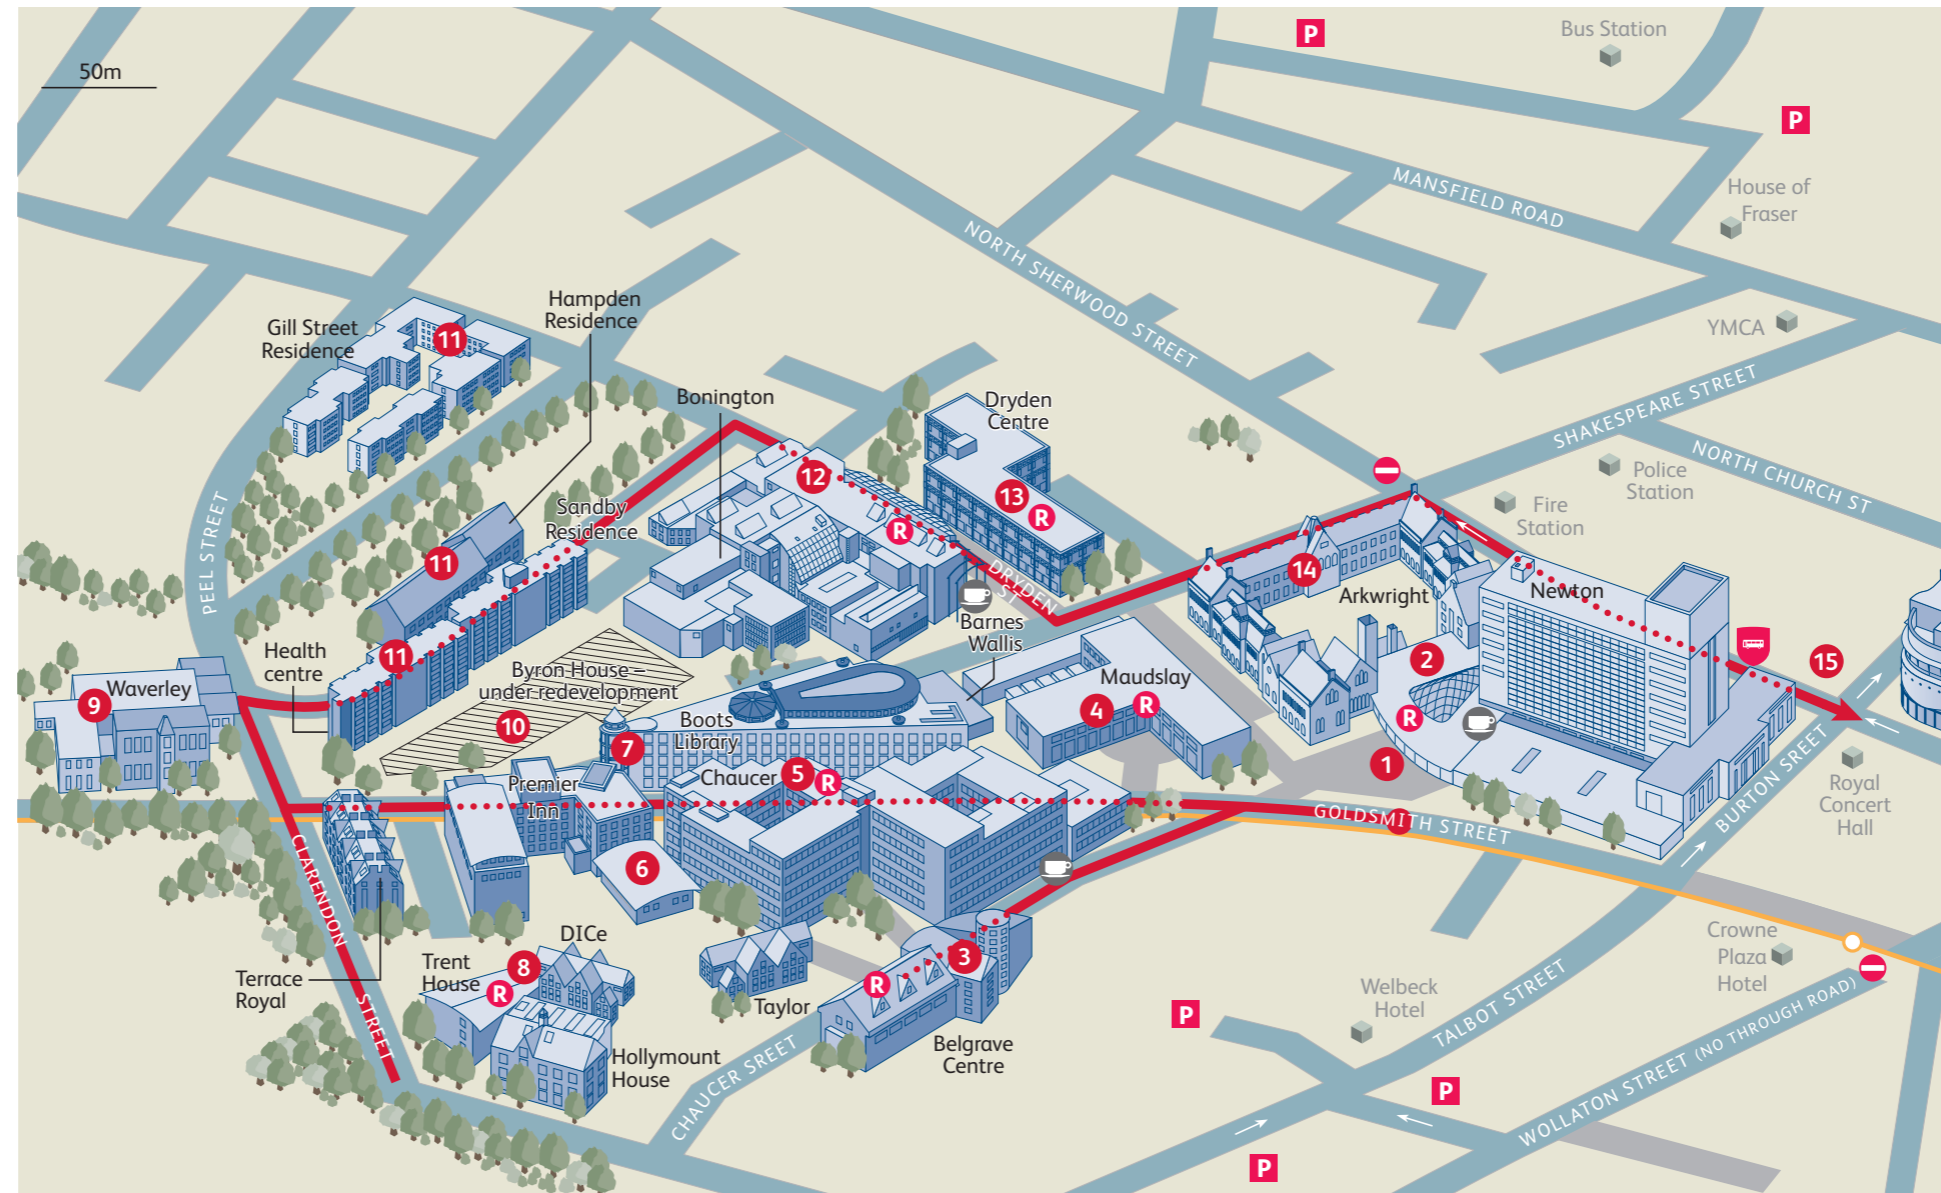 50m
P
Bus Station
P
House of
Fraser
MANSFIELD ROAD
NORTH SHERWOOD STREET
YMCA
SHAKESPEARE STREET
NORTH CHURCH ST
Police
Station
Fire
Station
Hampden
Residence
Gill Street
Residence
11
Bonington
Dryden
Centre
12
13
R
R
Sandby
Residence
PEEL STREET
11
DRYDEN
ST
14
Arkwright
Newton
Barnes
Wallis
Health
centre
11
Byron House –
under redevelopment
10
Waverley
9
2
15
Maudslay
4
R
R
1
Boots
Library
7
Chaucer
5
R
Premier
Inn
GOLDSMITH STREET
BURTON SREET
Royal
Concert
Hall
6
CLARENDON STREET
Terrace
Royal
DICe
Trent
House
8
R
Taylor
Hollymount
House
3
R
Belgrave
Centre
CHAUCER SREET
P
Welbeck
Hotel
Crowne
Plaza
Hotel
TALBOT STREET
P
WOLLATON STREET (NO THROUGH ROAD)
P